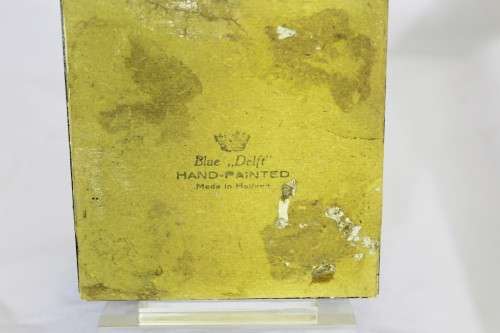 Blue „Delft"
HAND-PAINTED
Made in Holland